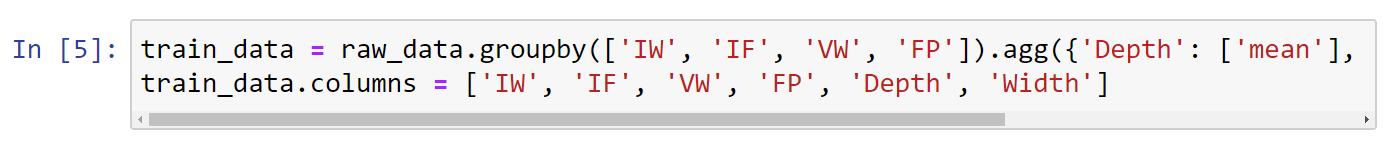 In [5]: train_data = raw_data.groupby(['IW', 'IF', 'VW', 'FP']).agg({'Depth': ['mean'],
train_data.columns = ['IW', 'IF', 'VW', 'FP', 'Depth', 'Width']